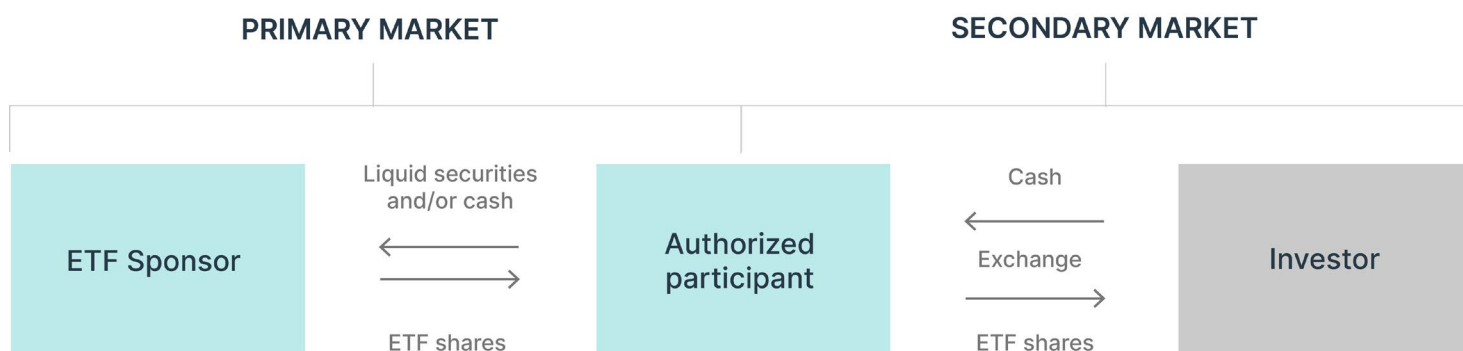 PRIMARY MARKET
SECONDARY MARKET
Liquid securities
and/or cash
ETF Sponsor
ETF shares
Authorized
participant
Cash
Exchange
ETF shares
Investor